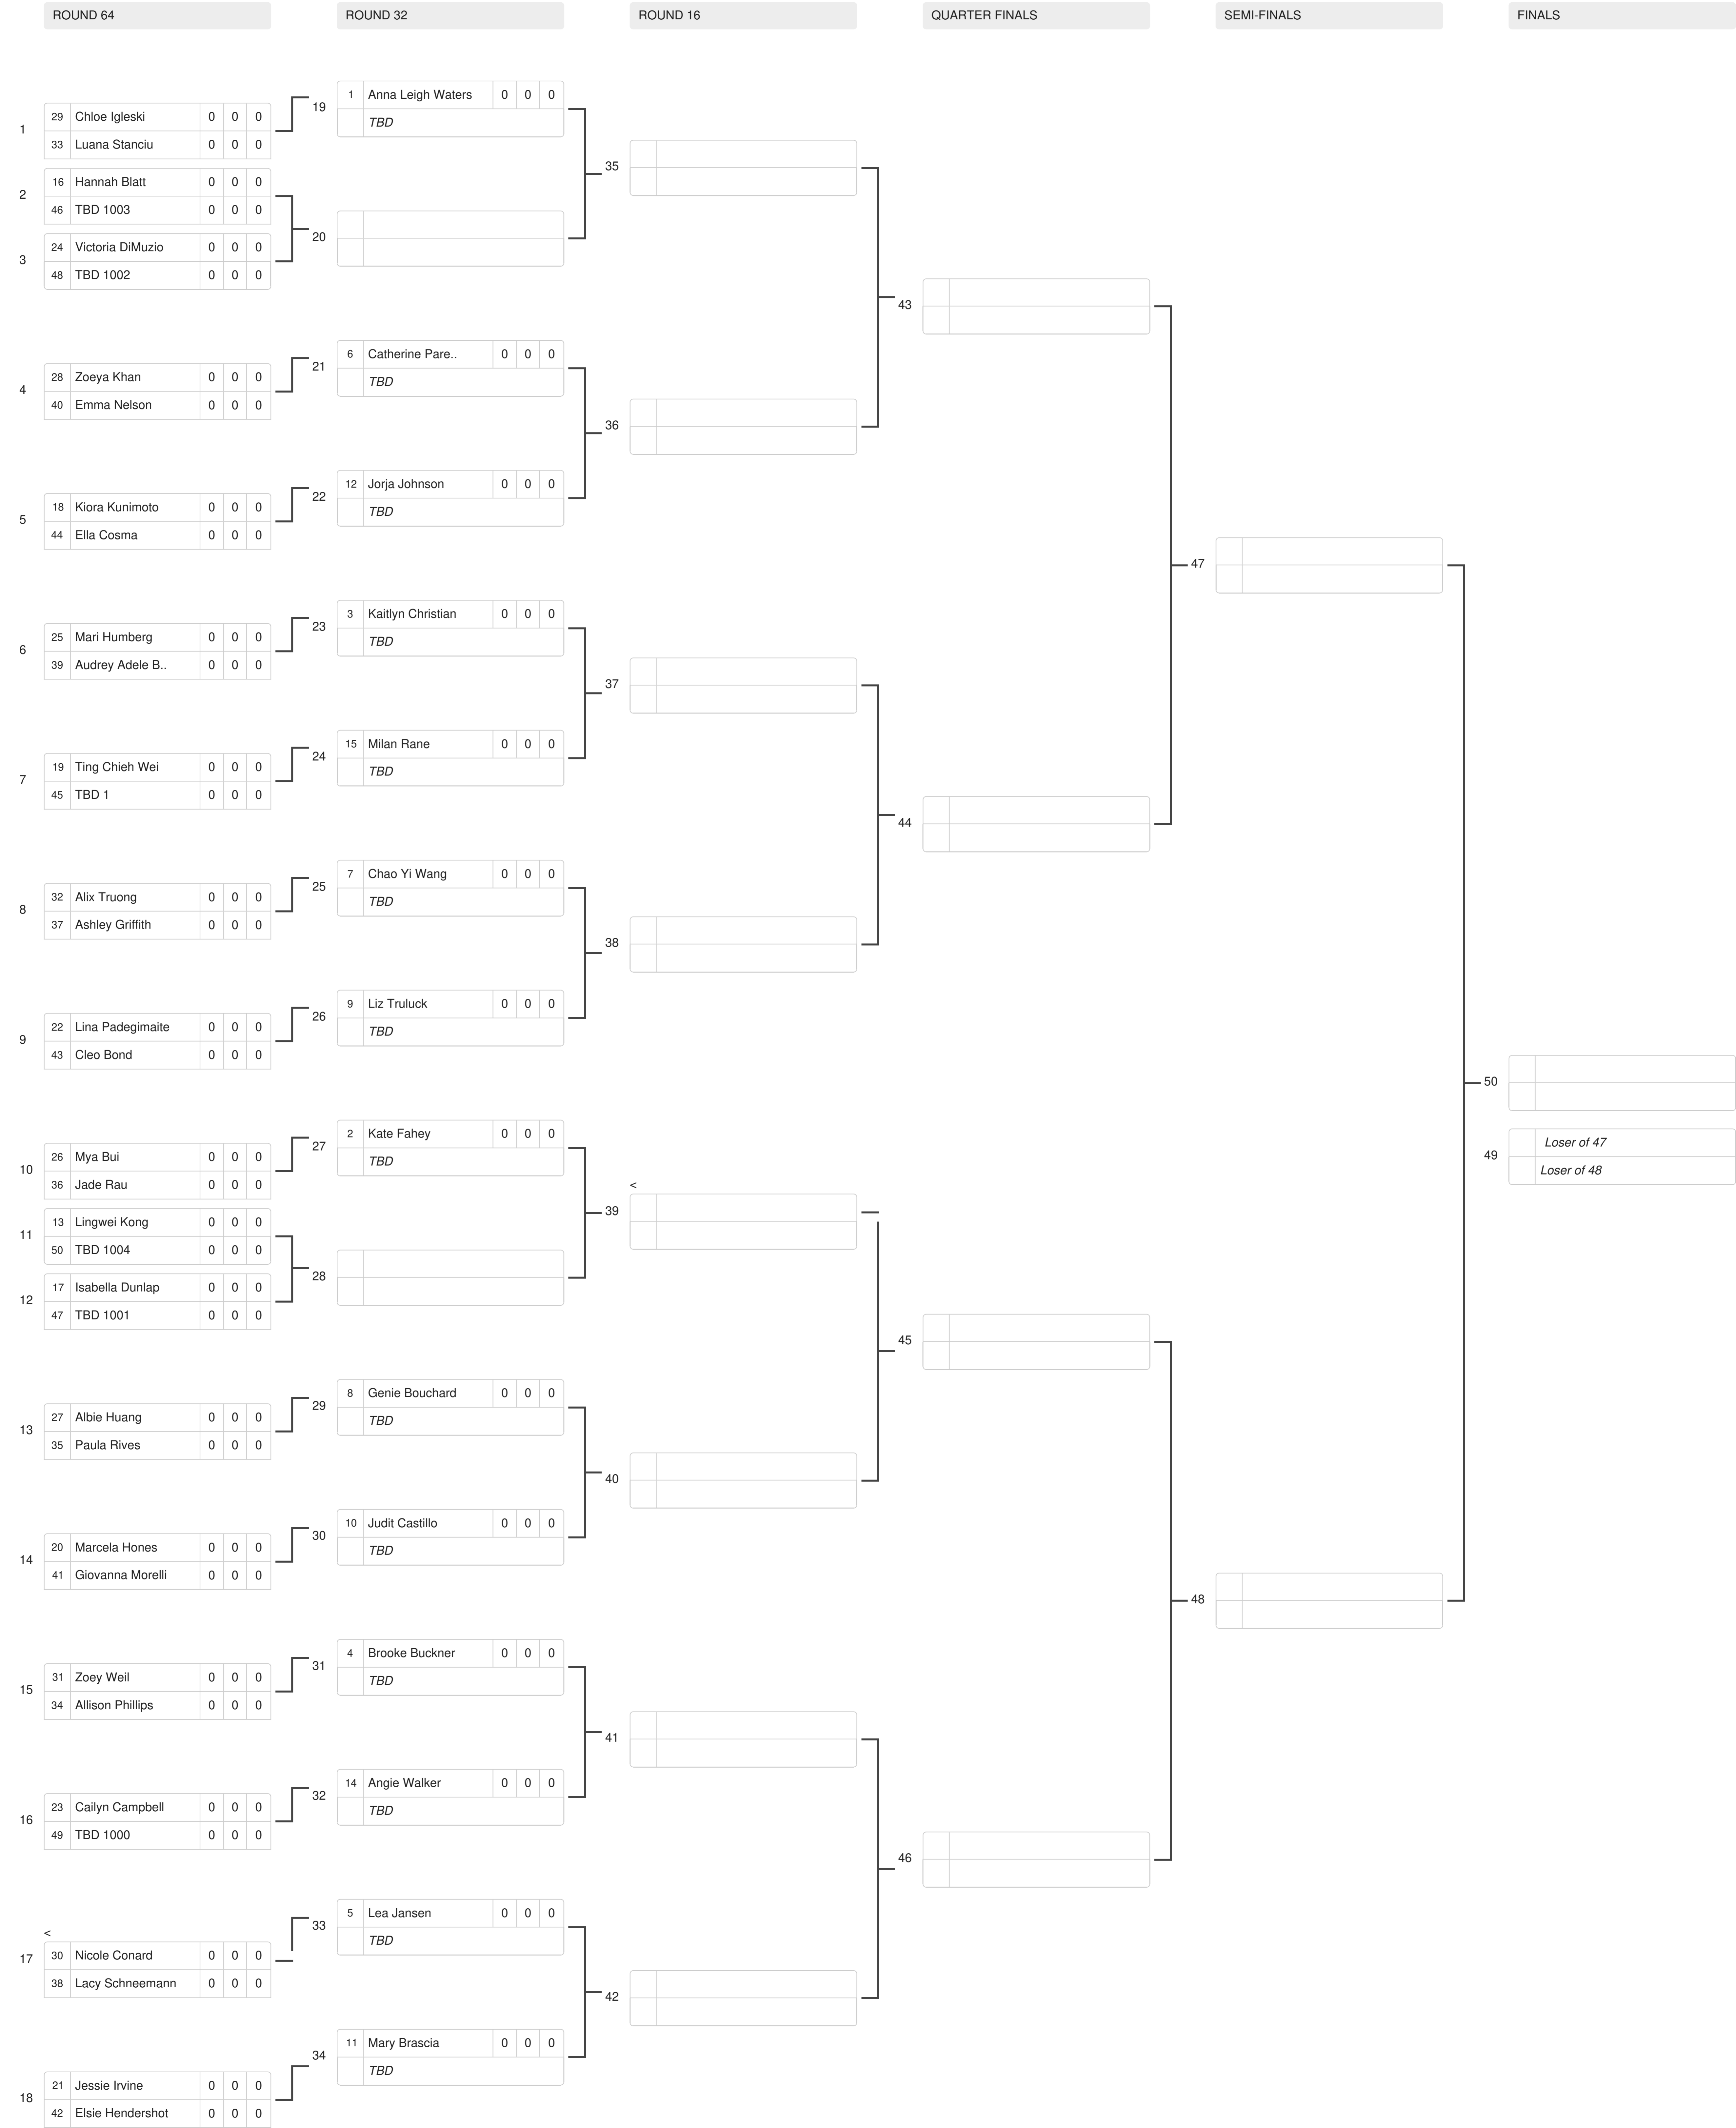 ROUND 64 ROUND 32 ROUND 16 QUARTER FINALS SEMI-FINALS FINALS
1
29 Chloe Igleski 0 0 0
33 Luana Stanciu 0 0 0
2
16 Hannah Blatt 0 0 0
46 TBD 1003 0 0 0
3
24 Victoria DiMuzio 0 0 0
48 TBD 1002 0 0 0
4
28 Zoeya Khan 0 0 0
40 Emma Nelson 0 0 0
5
18 Kiora Kunimoto 0 0 0
44 Ella Cosma 0 0 0
6
25 Mari Humberg 0 0 0
39 Audrey Adele B.. 0 0 0
7
19 Ting Chieh Wei 0 0 0
45 TBD 1 0 0 0
8
32 Alix Truong 0 0 0
37 Ashley Griffith 0 0 0
9
22 Lina Padegimaite 0 0 0
43 Cleo Bond 0 0 0
10
26 Mya Bui 0 0 0
36 Jade Rau 0 0 0
11
13 Lingwei Kong 0 0 0
50 TBD 1004 0 0 0
12
17 Isabella Dunlap 0 0 0
47 TBD 1001 0 0 0
13
27 Albie Huang 0 0 0
35 Paula Rives 0 0 0
14
20 Marcela Hones 0 0 0
41 Giovanna Morelli 0 0 0
15
31 Zoey Weil 0 0 0
34 Allison Phillips 0 0 0
16
23 Cailyn Campbell 0 0 0
49 TBD 1000 0 0 0
<
17
30 Nicole Conard 0 0 0
38 Lacy Schneemann 0 0 0
18
21 Jessie Irvine 0 0 0
42 Elsie Hendershot 0 0 0
19
1 Anna Leigh Waters 0 0 0
TBD
20
21
6 Catherine Pare.. 0 0 0
TBD
22
12 Jorja Johnson 0 0 0
TBD
23
3 Kaitlyn Christian 0 0 0
TBD
24
15 Milan Rane 0 0 0
TBD
25
7 Chao Yi Wang 0 0 0
TBD
26
9 Liz Truluck 0 0 0
TBD
27
2 Kate Fahey 0 0 0
TBD
28
29
8 Genie Bouchard 0 0 0
TBD
30
10 Judit Castillo 0 0 0
TBD
31
4 Brooke Buckner 0 0 0
TBD
32
14 Angie Walker 0 0 0
TBD
33
5 Lea Jansen 0 0 0
TBD
34
11 Mary Brascia 0 0 0
TBD
35
36
37
38
<
39
40
41
42
43
44
45
46
47
48
50
49
Loser of 47
Loser of 48